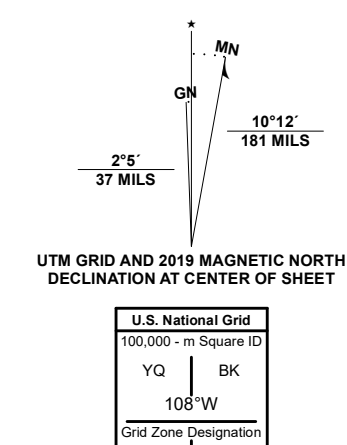 ★
MN
GN
10°12´
181 MILS
2°5´
37 MILS
UTM GRID AND 2019 MAGNETIC NORTH
DECLINATION AT CENTER OF SHEET
U.S. National Grid
100,000 - m Square ID
YQ BK
108°W
Grid Zone Designation